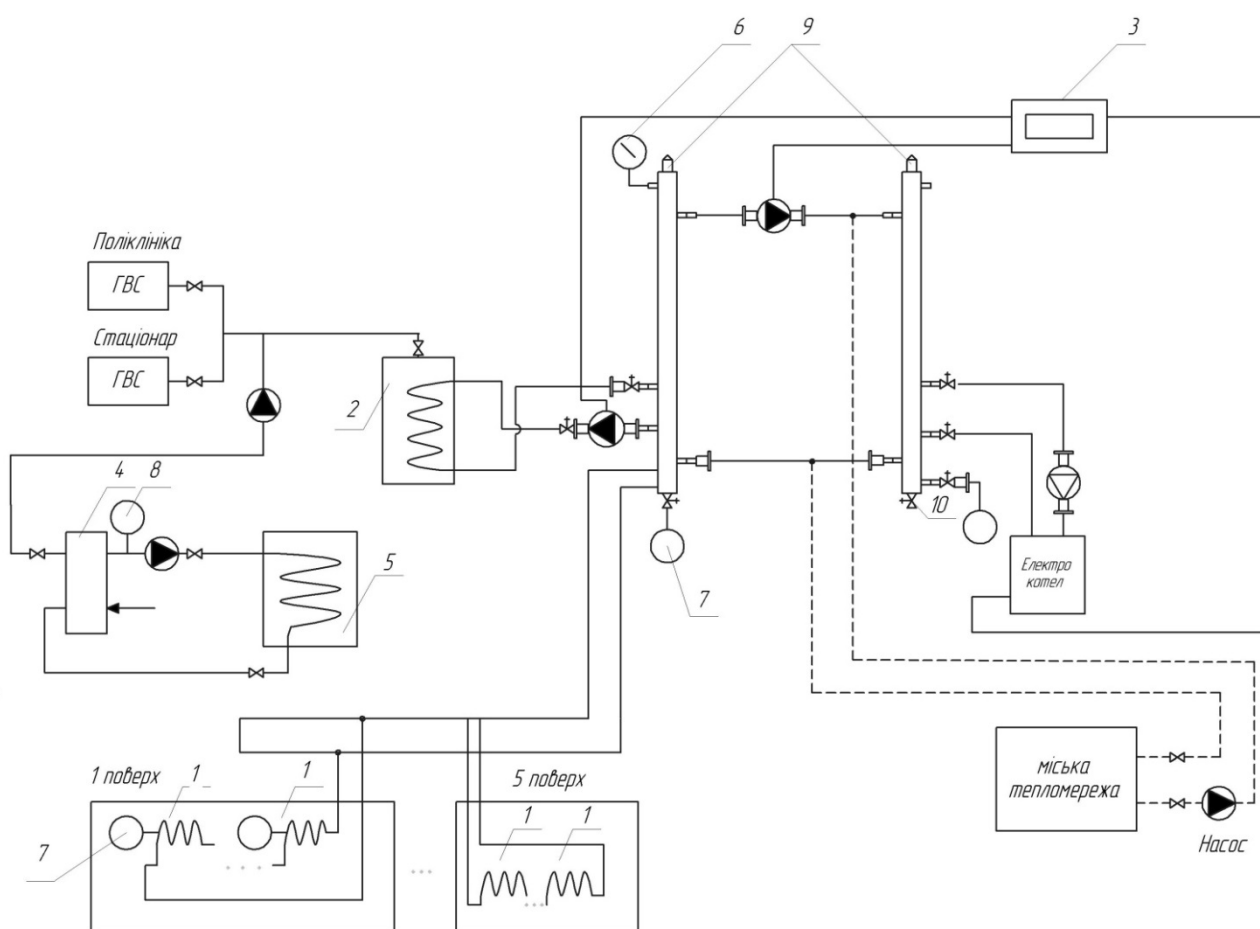 6
9
3
Поліклініка
ГВС
Стаціонар
ГВС
2
4
8
5
7
10
Електро
котел
1 поверх
1
1
5 поверх
1
1
7
міська
тепломережа
Насос